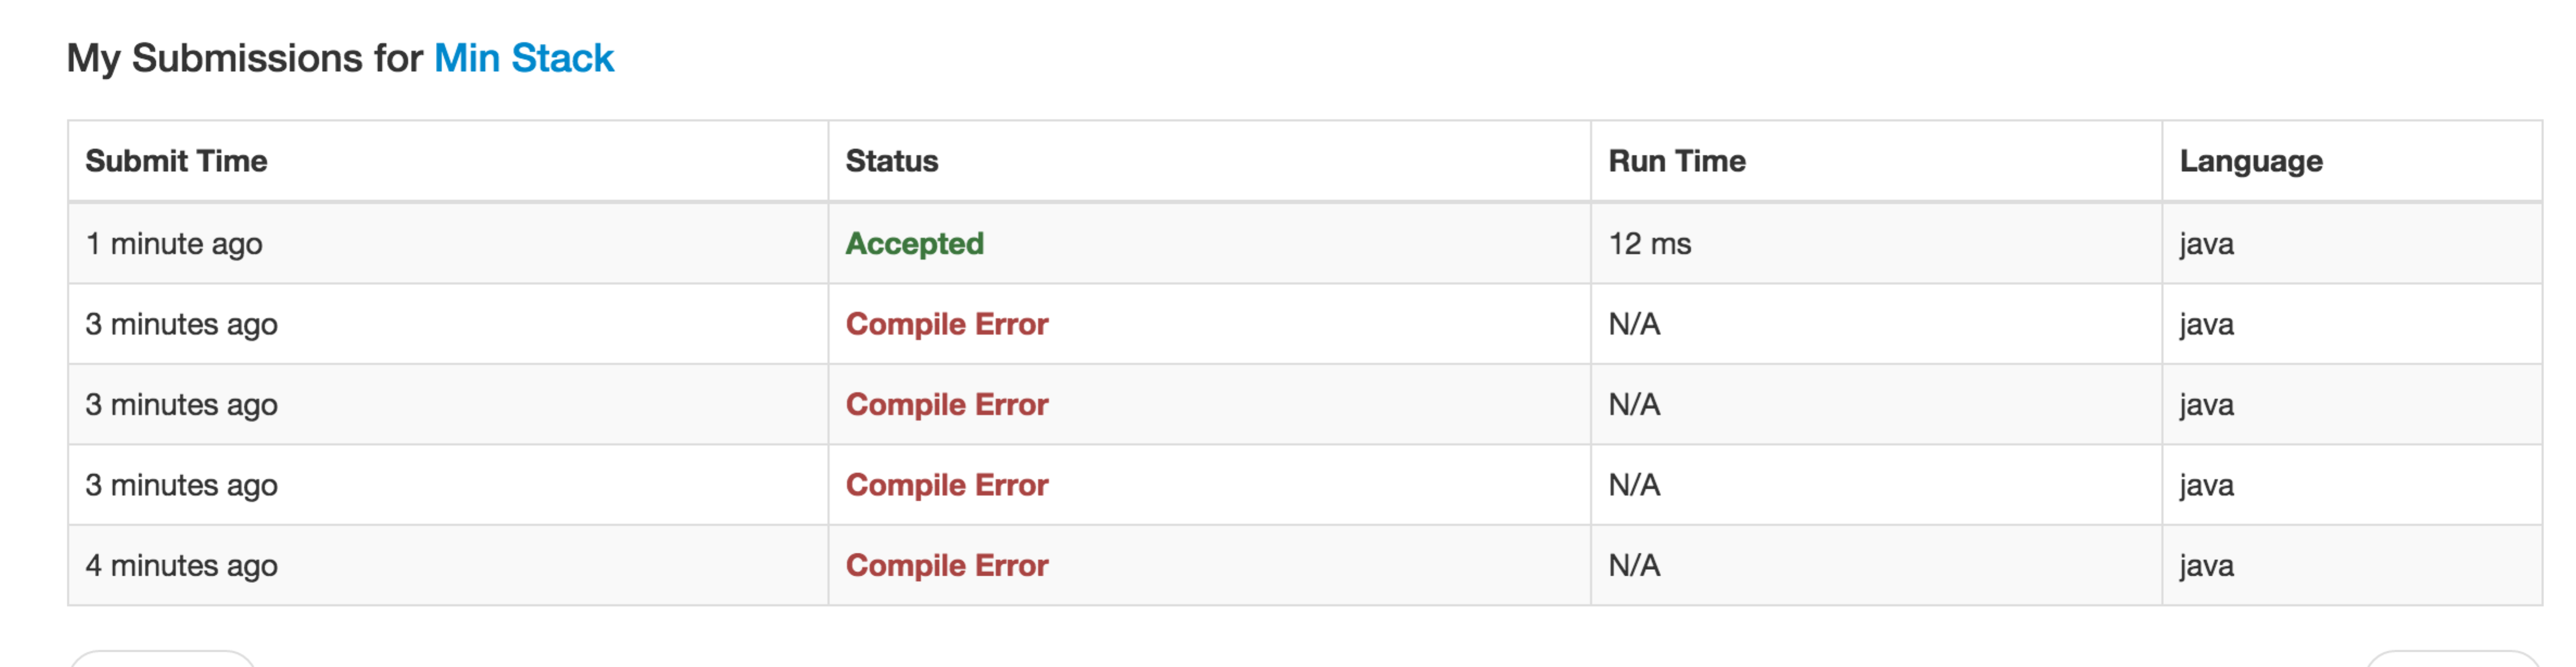 My Submissions for Min Stack
Submit Time Status Run Time Language
1 minute ago Accepted 12 ms java
3 minutes ago Compile Error N/A java
3 minutes ago Compile Error N/A java
3 minutes ago Compile Error N/A java
4 minutes ago Compile Error N/A java